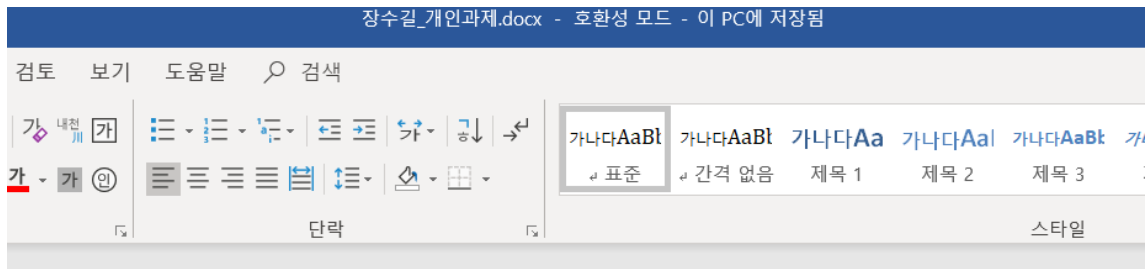 장수길_개인과제.docx - 호환성 모드 - 이 PC에 저장됨
검토 보기 도움말 검색
가 내천 川 가
가 가 인
가나다AaBb 가나다AaBb 가나다Aa 가나다Aa 가나다AaBb
표준 간격 없음 제목 1 제목 2 제목 3
단락 스타일